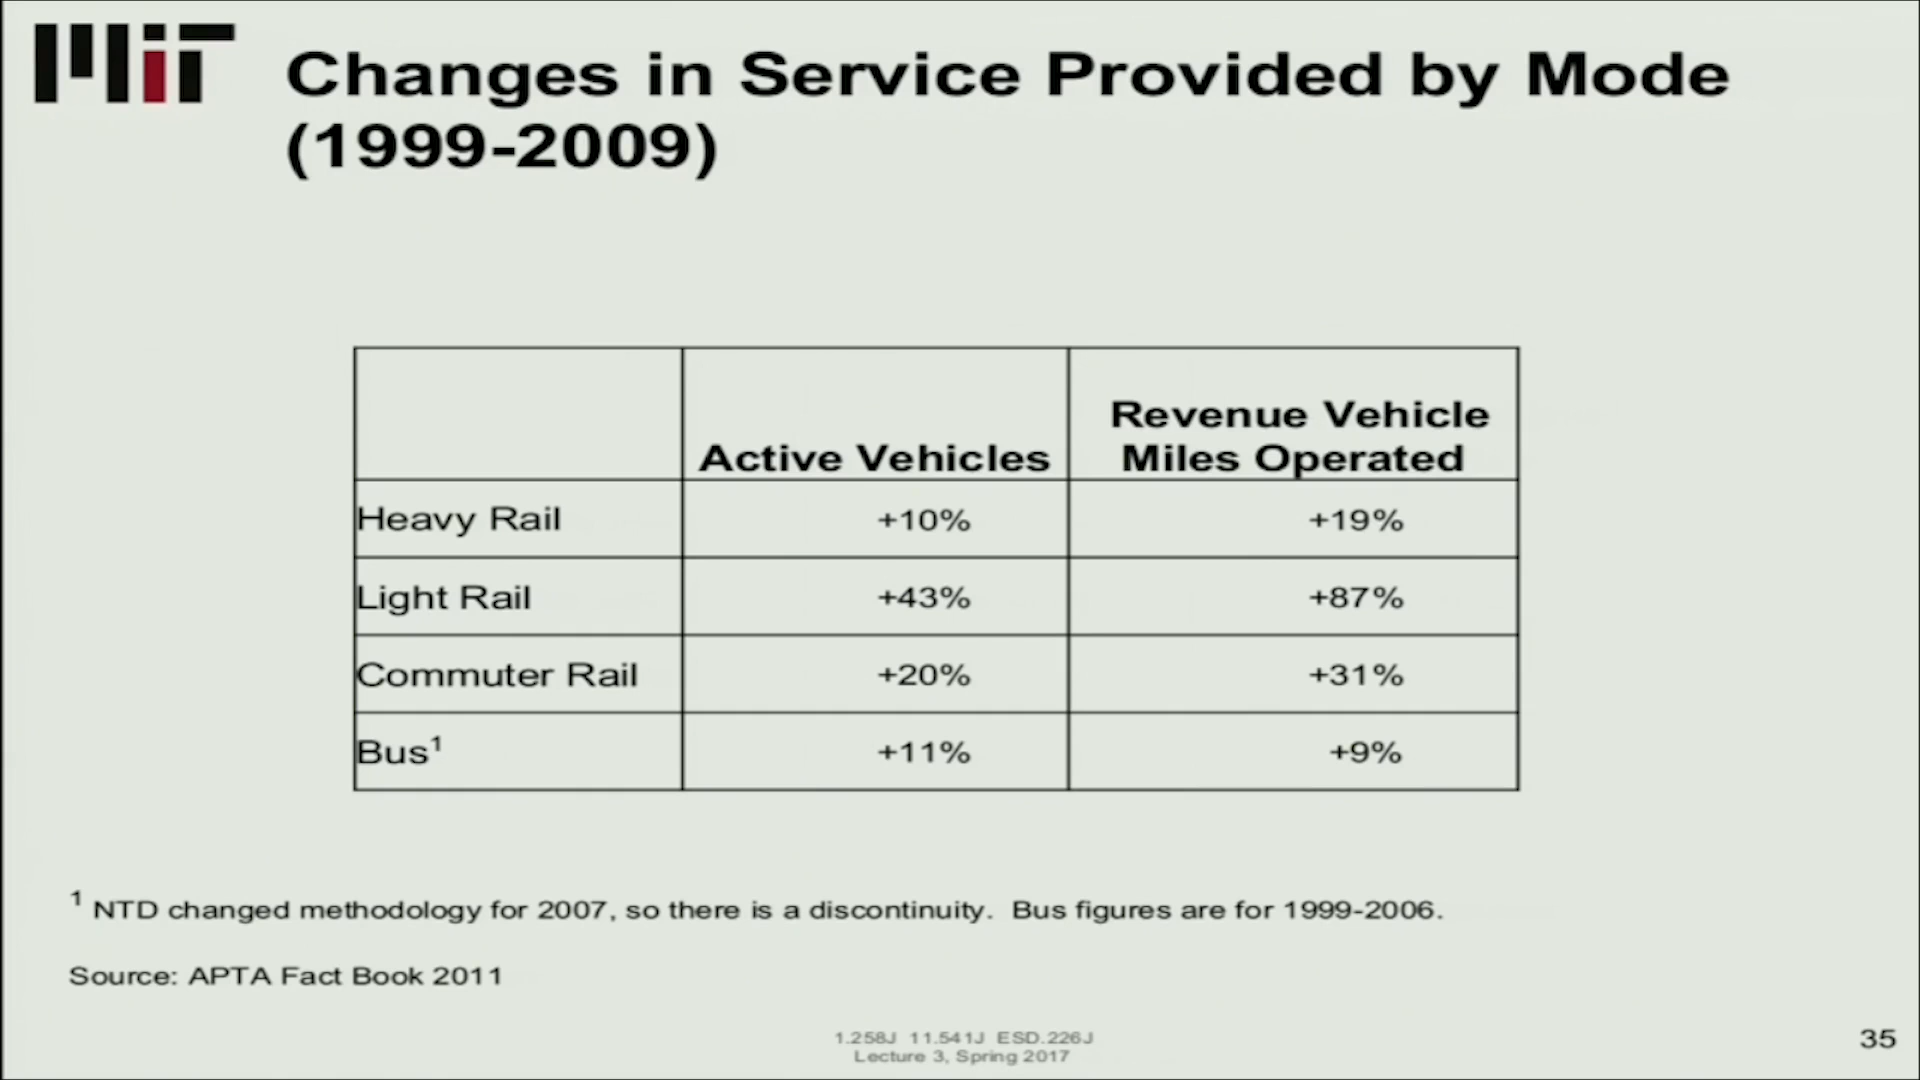 MIT
Changes in Service Provided by Mode
(1999-2009)
Active Vehicles
Revenue Vehicle
Miles Operated
Heavy Rail +10% +19%
Light Rail +43% +87%
Commuter Rail +20% +31%
Bus¹ +11% +9%
¹ NTD changed methodology for 2007, so there is a discontinuity. Bus figures are for 1999-2006.
Source: APTA Fact Book 2011
1.258J 11.541J ESD.226J
Lecture 3, Spring 2017
35